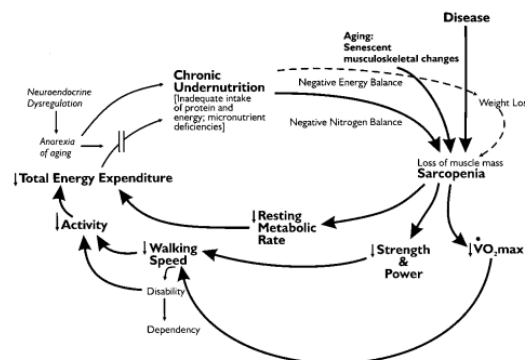 Disease
Aging:
Senescent
musculoskeletal changes
Chronic
Undernutrition
[Inadequate intake
of protein and
energy; micronutrient
deficiencies]
Negative Energy Balance
Weight Loss
Neuroendocrine
Dysregulation
Negative Nitrogen Balance
Anorexia
of aging
Loss of muscle mass
Sarcopenia
↓Total Energy Expenditure
↓Resting
Metabolic
Rate
↓Activity
↓Walking
Speed
↓Strength
&
Power
↓V̇O₂max
Disability
Dependency